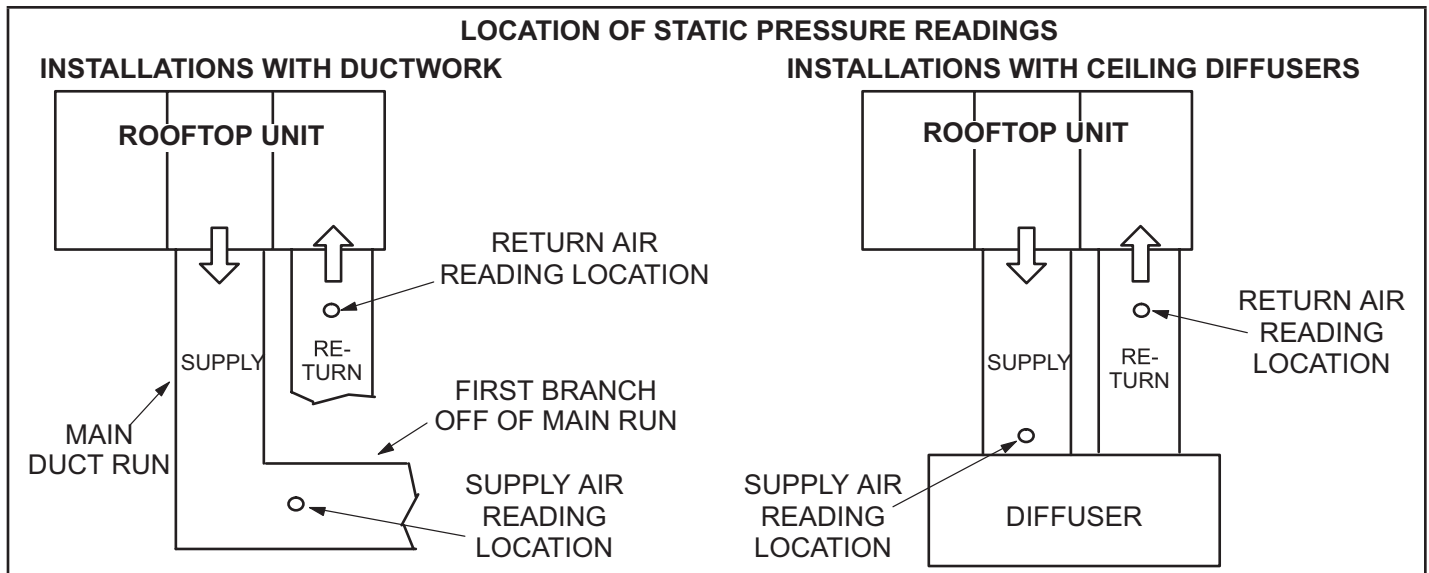 LOCATION OF STATIC PRESSURE READINGS
INSTALLATIONS WITH DUCTWORK
ROOFTOP UNIT
RETURN AIR
READING LOCATION
SUPPLY
RE-
TURN
FIRST BRANCH
OFF OF MAIN RUN
MAIN
DUCT RUN
SUPPLY AIR
READING
LOCATION
INSTALLATIONS WITH CEILING DIFFUSERS
ROOFTOP UNIT
RETURN AIR
READING
LOCATION
SUPPLY
RE-
TURN
SUPPLY AIR
READING
LOCATION
DIFFUSER